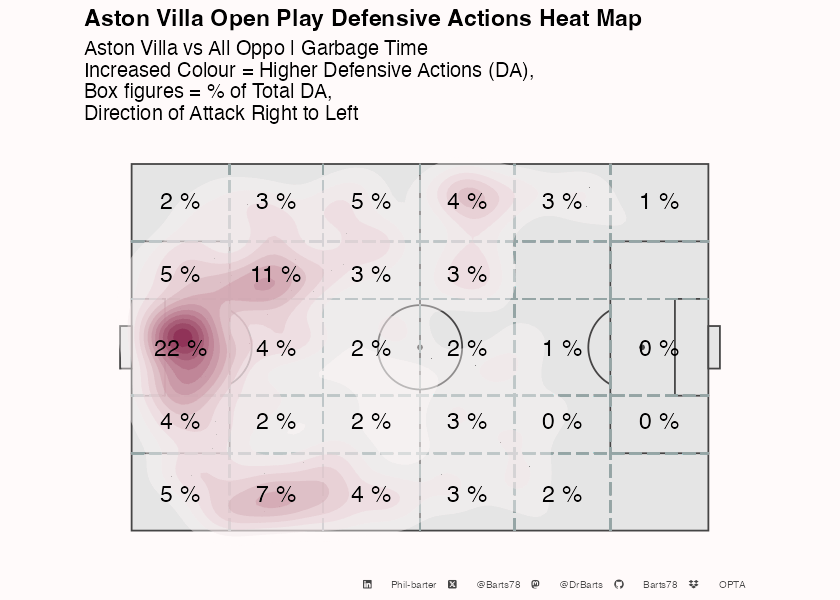 Aston Villa Open Play Defensive Actions Heat Map
Aston Villa vs All Oppo | Garbage Time
Increased Colour = Higher Defensive Actions (DA),
Box figures = % of Total DA,
Direction of Attack Right to Left
2 % 3 % 5 % 4 % 3 % 1 %
5 % 11 % 3 % 3 %
22 % 4 % 2 % 2 % 1 % 0 %
4 % 2 % 2 % 3 % 0 % 0 %
5 % 7 % 4 % 3 % 2 %
Phil-barter @Barts78 @DrBarts Barts78 OPTA